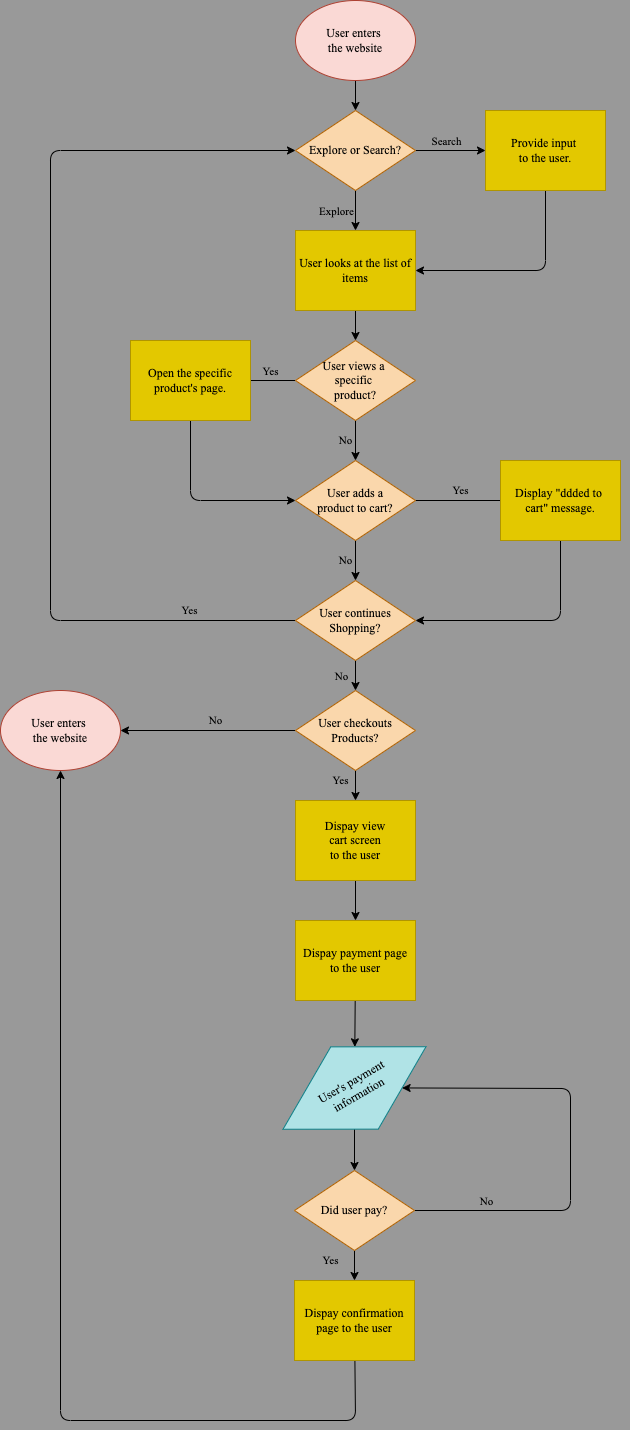 User enters
the website
Explore or Search?
Search
Provide input
to the user.
Explore
User looks at the list of
items
Open the specific
product's page.
Yes
User views a
specific
product?
No
User adds a
product to cart?
Yes
Display "ddded to
cart" message.
No
Yes
User continues
Shopping?
No
User enters
the website
No
User checkouts
Products?
Yes
Dispay view
cart screen
to the user
Dispay payment page
to the user
User's payment
information
Did user pay?
No
Yes
Dispay confirmation
page to the user